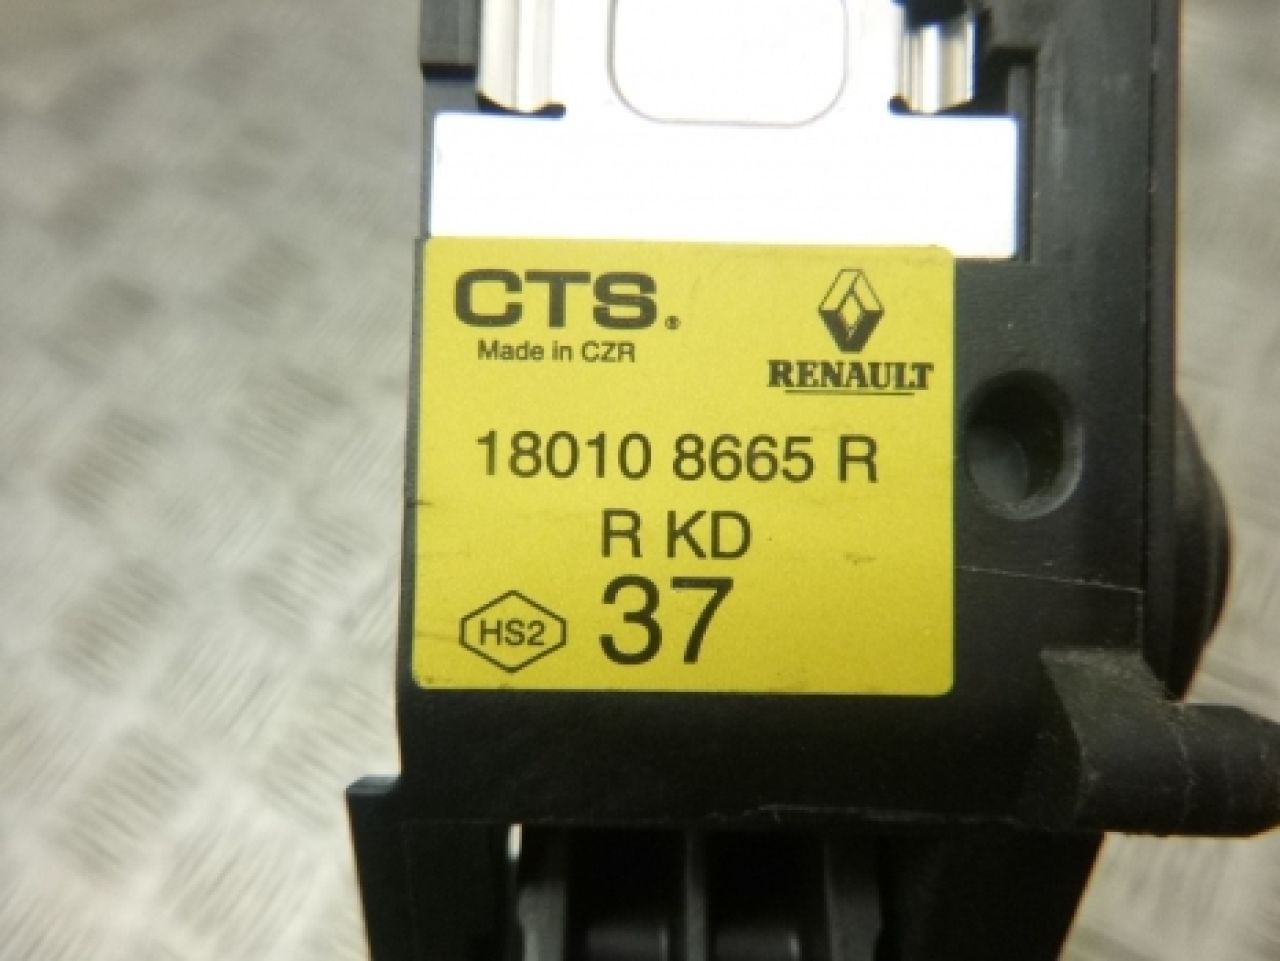 CTS®
Made in CZR
RENAULT
18010 8665 R
R KD
HS2 37